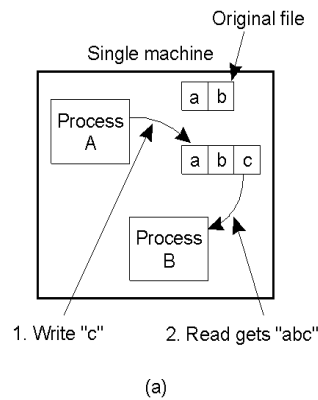 Original file
Single machine
a b
Process
A
a b c
Process
B
1. Write "c"
2. Read gets "abc"
(a)